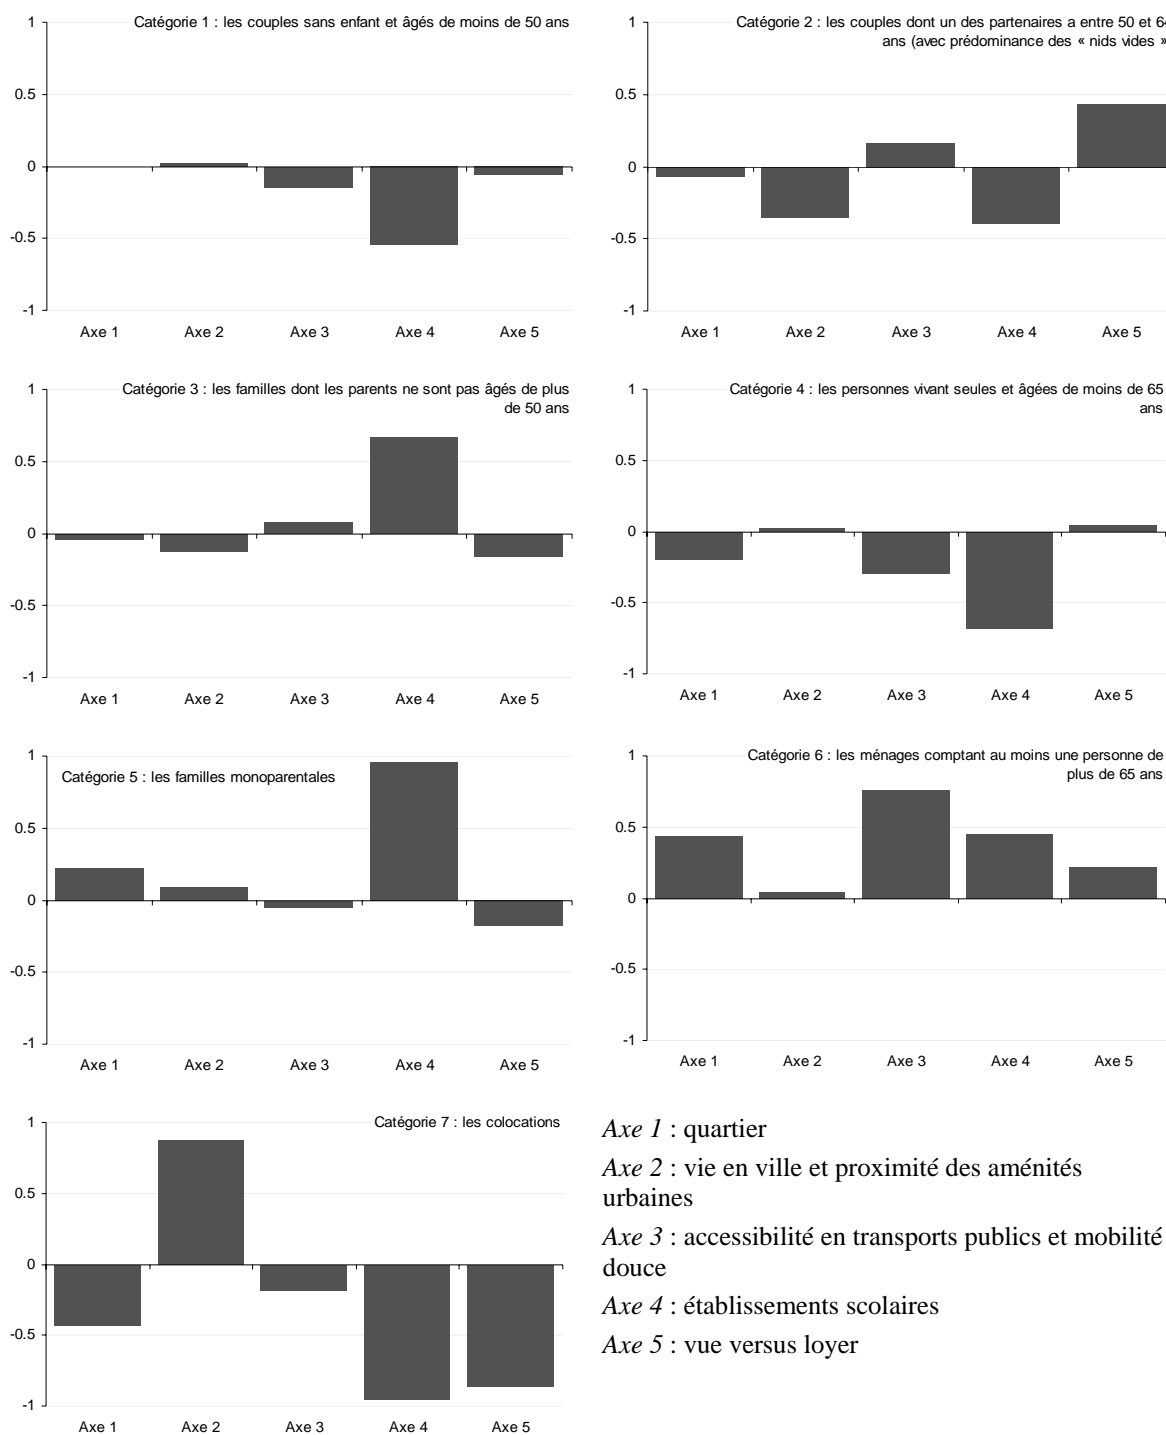 Catégorie 1 : les couples sans enfant et âgés de moins de 50 ans
1
0.5
0
-0.5
-1
Axe 1 Axe 2 Axe 3 Axe 4 Axe 5
Catégorie 2 : les couples dont un des partenaires a entre 50 et 64
ans (avec prédominance des « nids vides »
1
0.5
0
-0.5
-1
Axe 1 Axe 2 Axe 3 Axe 4 Axe 5
Catégorie 3 : les familles dont les parents ne sont pas âgés de plus
de 50 ans
1
0.5
0
-0.5
-1
Axe 1 Axe 2 Axe 3 Axe 4 Axe 5
Catégorie 4 : les personnes vivant seules et âgées de moins de 65
ans
1
0.5
0
-0.5
-1
Axe 1 Axe 2 Axe 3 Axe 4 Axe 5
Catégorie 5 : les familles monoparentales
1
0.5
0
-0.5
-1
Axe 1 Axe 2 Axe 3 Axe 4 Axe 5
Catégorie 6 : les ménages comptant au moins une personne de
plus de 65 ans
1
0.5
0
-0.5
-1
Axe 1 Axe 2 Axe 3 Axe 4 Axe 5
Catégorie 7 : les colocations
1
0.5
0
-0.5
-1
Axe 1 Axe 2 Axe 3 Axe 4 Axe 5
Axe 1 : quartier
Axe 2 : vie en ville et proximité des aménités
urbaines
Axe 3 : accessibilité en transports publics et mobilité
douce
Axe 4 : établissements scolaires
Axe 5 : vue versus loyer